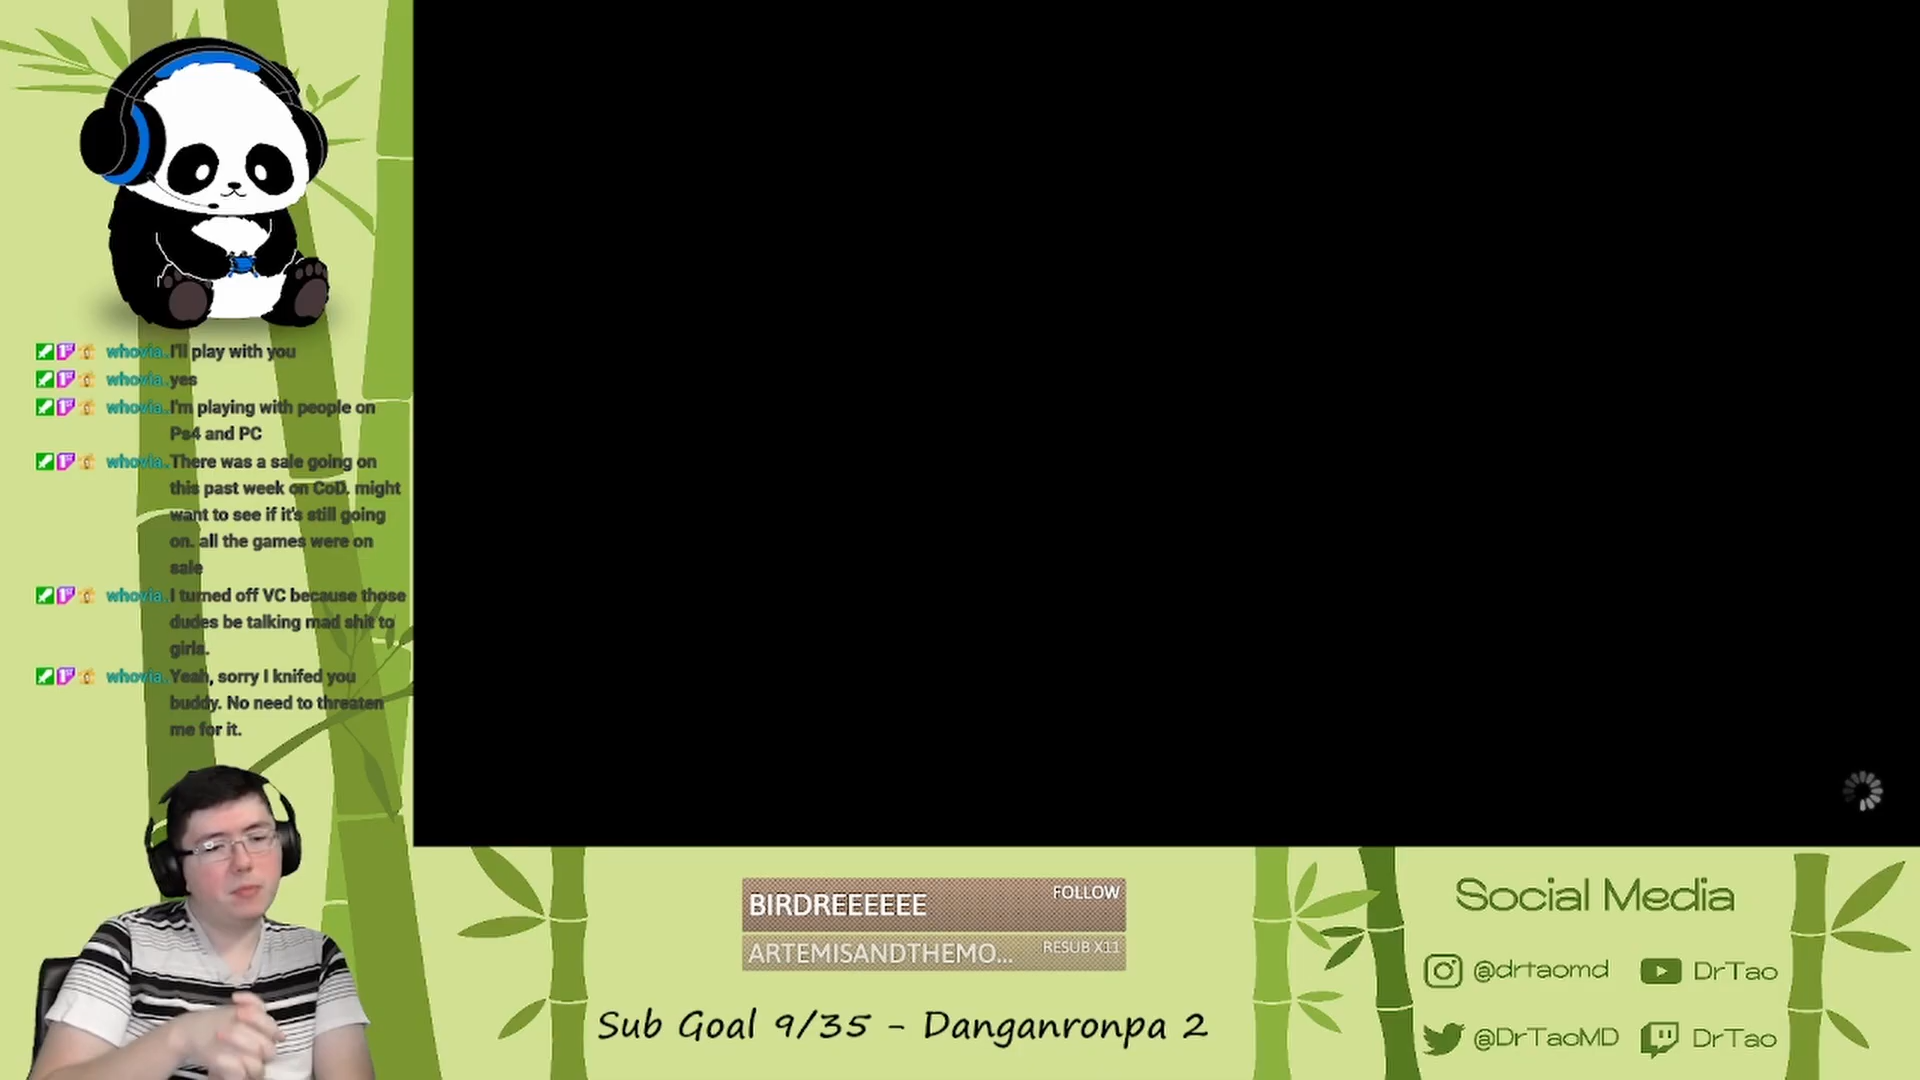 whovia..I'll play with you
whovia..yes
whovia..I'm playing with people on
Ps4 and PC
whovia..There was a sale going on
this past week on CoD. might
want to see if it's still going
on. all the games were on
sale
whovia..I turned off VC because those
dudes be talking mad shit to
girls.
whovia..Yeah, sorry I knifed you
buddy. No need to threaten
me for it.
BIRDREEEEEE FOLLOW
ARTEMISANDTHEMO... RESUB X11
Sub Goal 9/35 - Danganronpa 2
Social Media
@drtaomd DrTao
@DrTaoMD DrTao